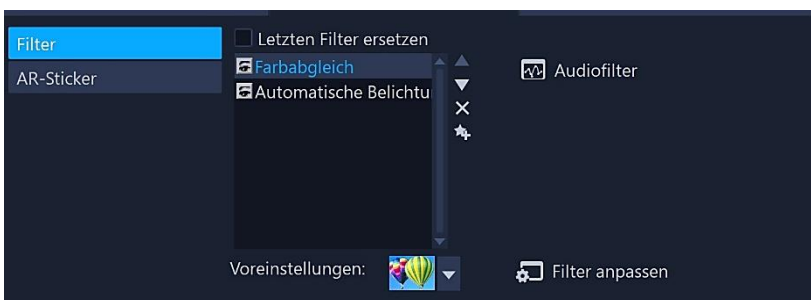 Filter
AR-Sticker
Letzten Filter ersetzen
Farbabgleich
Automatische Belichtu
Audiofilter
Voreinstellungen:
Filter anpassen